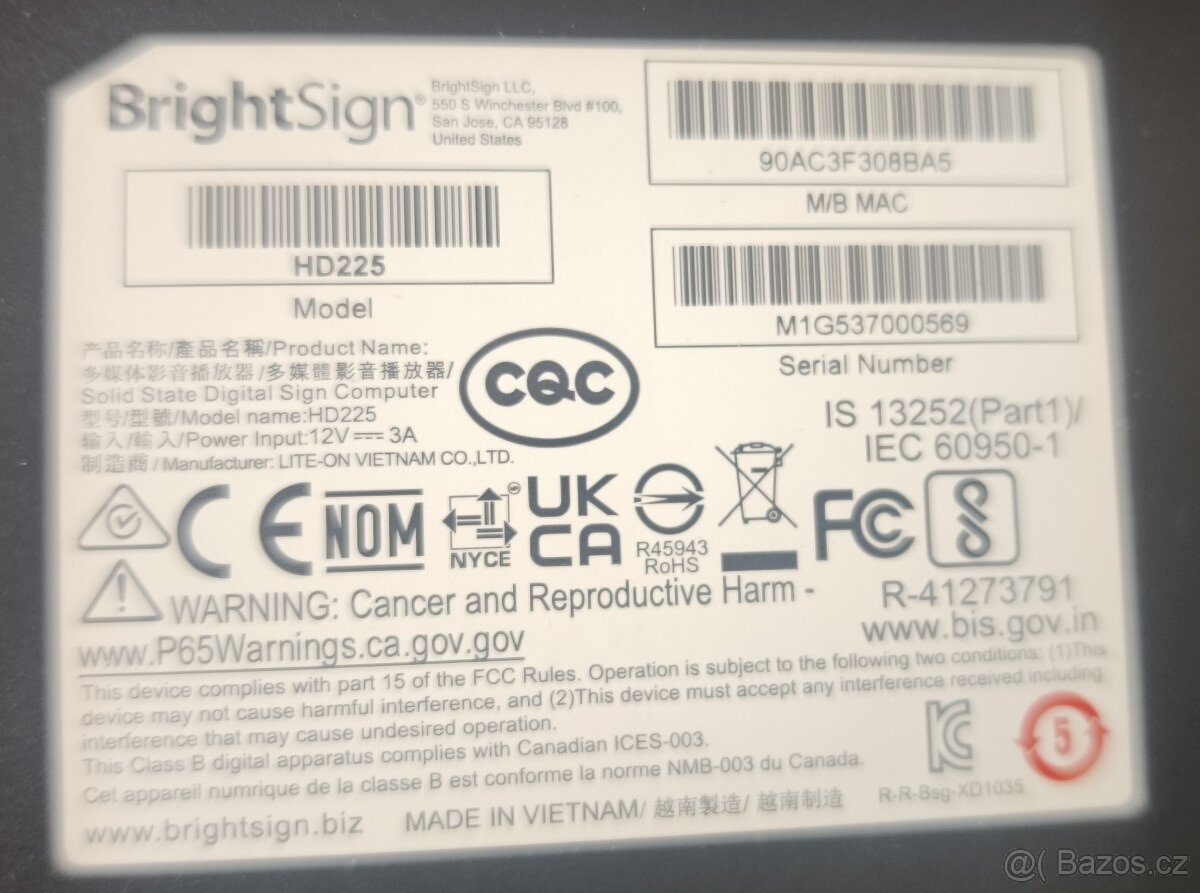 BrightSign®
BrightSign LLC,
550 S Winchester Blvd #100,
San Jose, CA 95128
United States
90AC3F308BA5
M/B MAC
HD225
Model
M1G537000569
Serial Number
产品名称/產品名稱/Product Name:
多媒体影音播放器/多媒體影音播放器/
Solid State Digital Sign Computer
型号/型號/Model name:HD225
输入/輸入/Power Input:12V⎓3A
制造商/Manufacturer: LITE-ON VIETNAM CO.,LTD.
CQC
IS 13252(Part1)/
IEC 60950-1
CE
NOM
NYCE
UK
CA
R45943
RoHS
FC
R-41273791
www.bis.gov.in
WARNING: Cancer and Reproductive Harm -
www.P65Warnings.ca.gov.gov
This device complies with part 15 of the FCC Rules. Operation is subject to the following two conditions: (1)This
device may not cause harmful interference, and (2)This device must accept any interference received including
interference that may cause undesired operation.
This Class B digital apparatus complies with Canadian ICES-003.
Cet appareil numrique de la classe B est conforme la norme NMB-003 du Canada.
KC
5
R-R-Bsg-XD1035
www.brightsign.biz
MADE IN VIETNAM/ 越南製造/ 越南制造
@( Bazos.cz